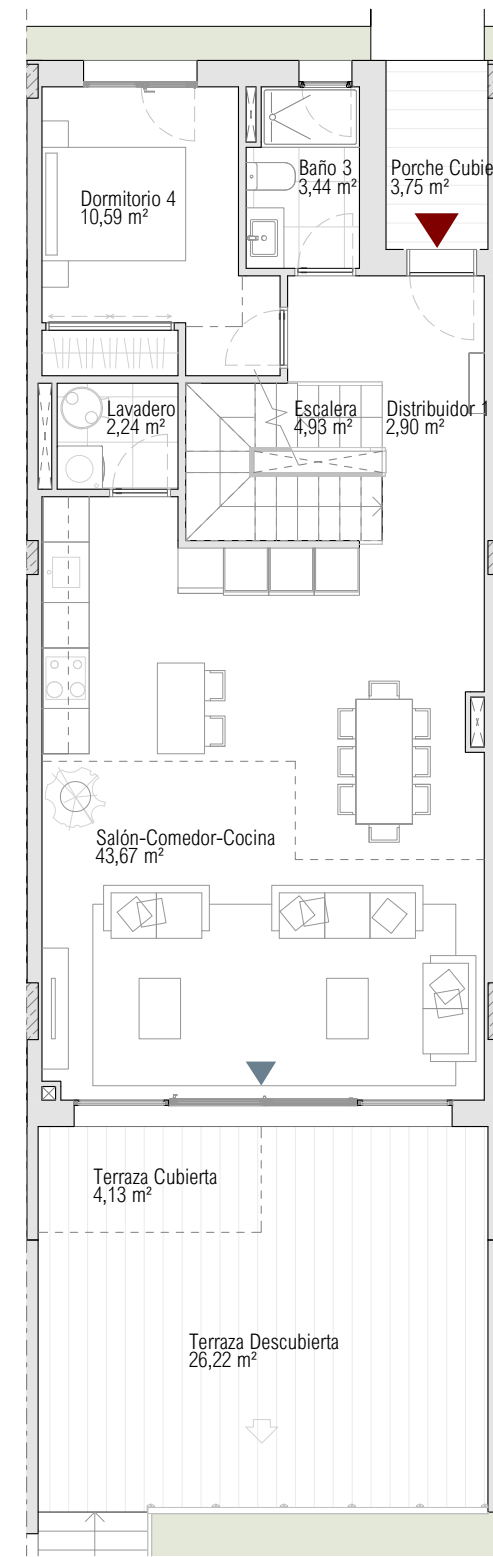 Baño 3
3,44 m²
Porche Cubie
3,75 m²
Dormitorio 4
10,59 m²
Lavadero
2,24 m²
Escalera
4,93 m²
Distribuidor 1
2,90 m²
Salón-Comedor-Cocina
43,67 m²
Terraza Cubierta
4,13 m²
Terraza Descubierta
26,22 m²